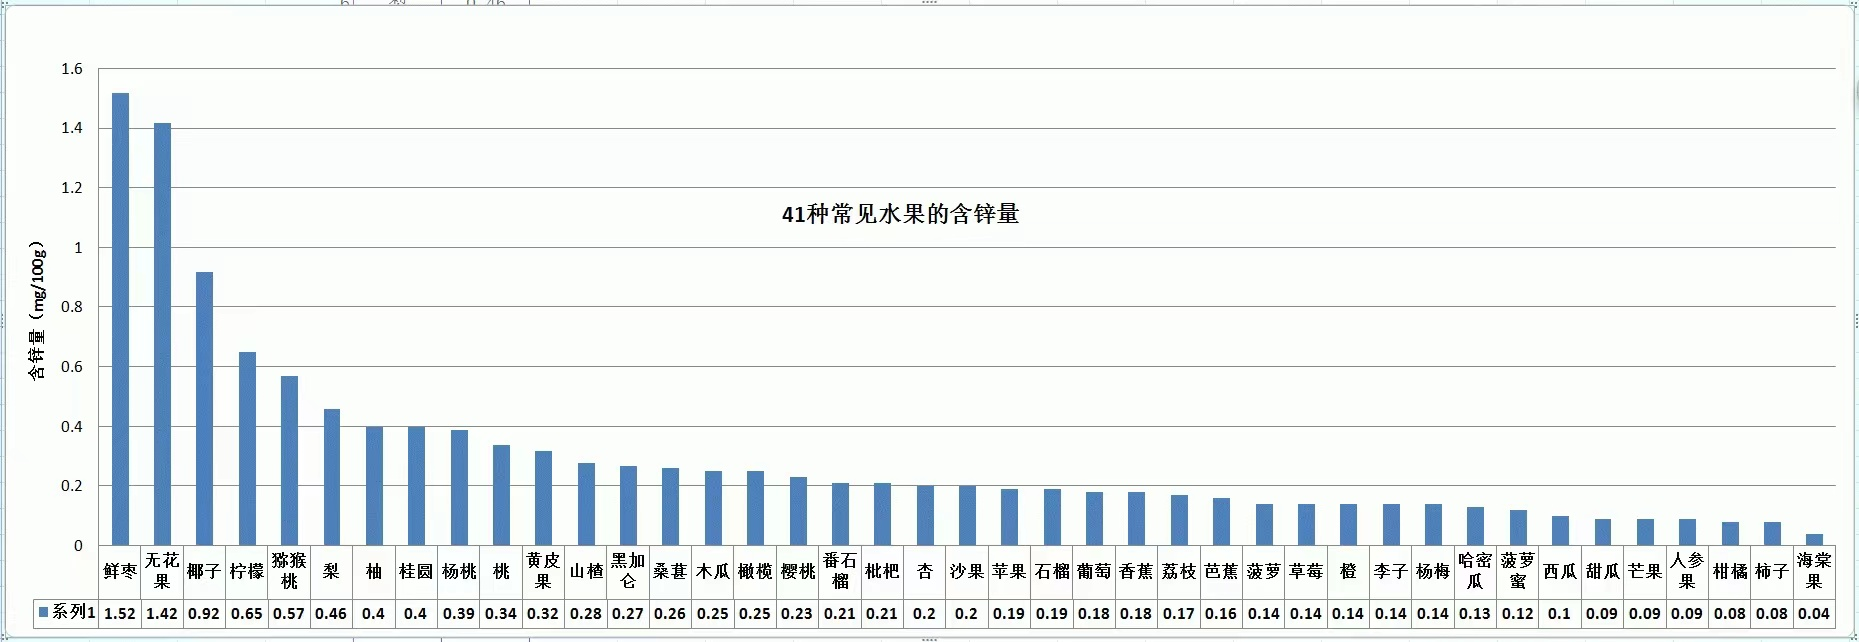 1.6
1.4
1.2
1
0.8
0.6
0.4
0.2
0
含锌量（mg/100g）
41种常见水果的含锌量
鲜枣 无花果 椰子 柠檬 猕猴桃 梨 柚 桂圆 杨桃 桃 黄皮果 山楂 黑加仑 桑葚 木瓜 橄榄 樱桃 番石榴 枇杷 杏 沙果 苹果 石榴 葡萄 香蕉 荔枝 芭蕉 菠萝 草莓 橙 李子 杨梅 哈密瓜 菠萝蜜 西瓜 甜瓜 芒果 人参果 柑橘 柿子 海棠果
系列1 1.52 1.42 0.92 0.65 0.57 0.46 0.4 0.4 0.39 0.34 0.32 0.28 0.27 0.26 0.25 0.25 0.23 0.21 0.21 0.2 0.2 0.19 0.19 0.18 0.18 0.17 0.16 0.14 0.14 0.14 0.14 0.14 0.13 0.12 0.1 0.09 0.09 0.09 0.08 0.08 0.04